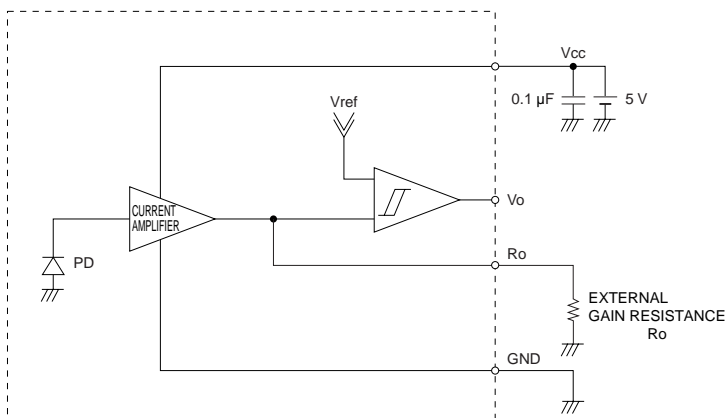 Vcc
0.1 µF
5 V
Vref
CURRENT
AMPLIFIER
Vo
PD
Ro
EXTERNAL
GAIN RESISTANCE
Ro
GND